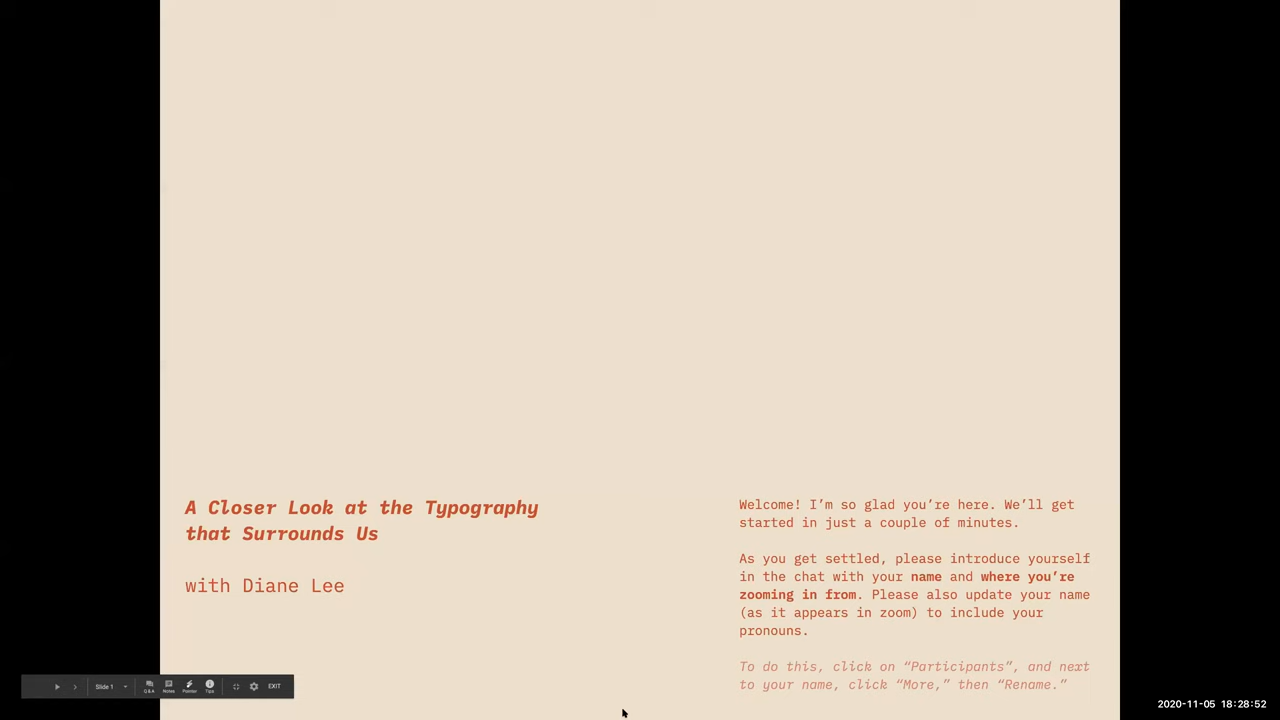 A Closer Look at the Typography
that Surrounds Us
with Diane Lee
Welcome! I’m so glad you’re here. We’ll get
started in just a couple of minutes.
As you get settled, please introduce yourself
in the chat with your name and where you’re
zooming in from. Please also update your name
(as it appears in zoom) to include your
pronouns.
To do this, click on “Participants”, and next
to your name, click “More,” then “Rename.”
Slide 1
Q&A
Notes
Pointer
Tips
EXIT
2020-11-05 18:28:52